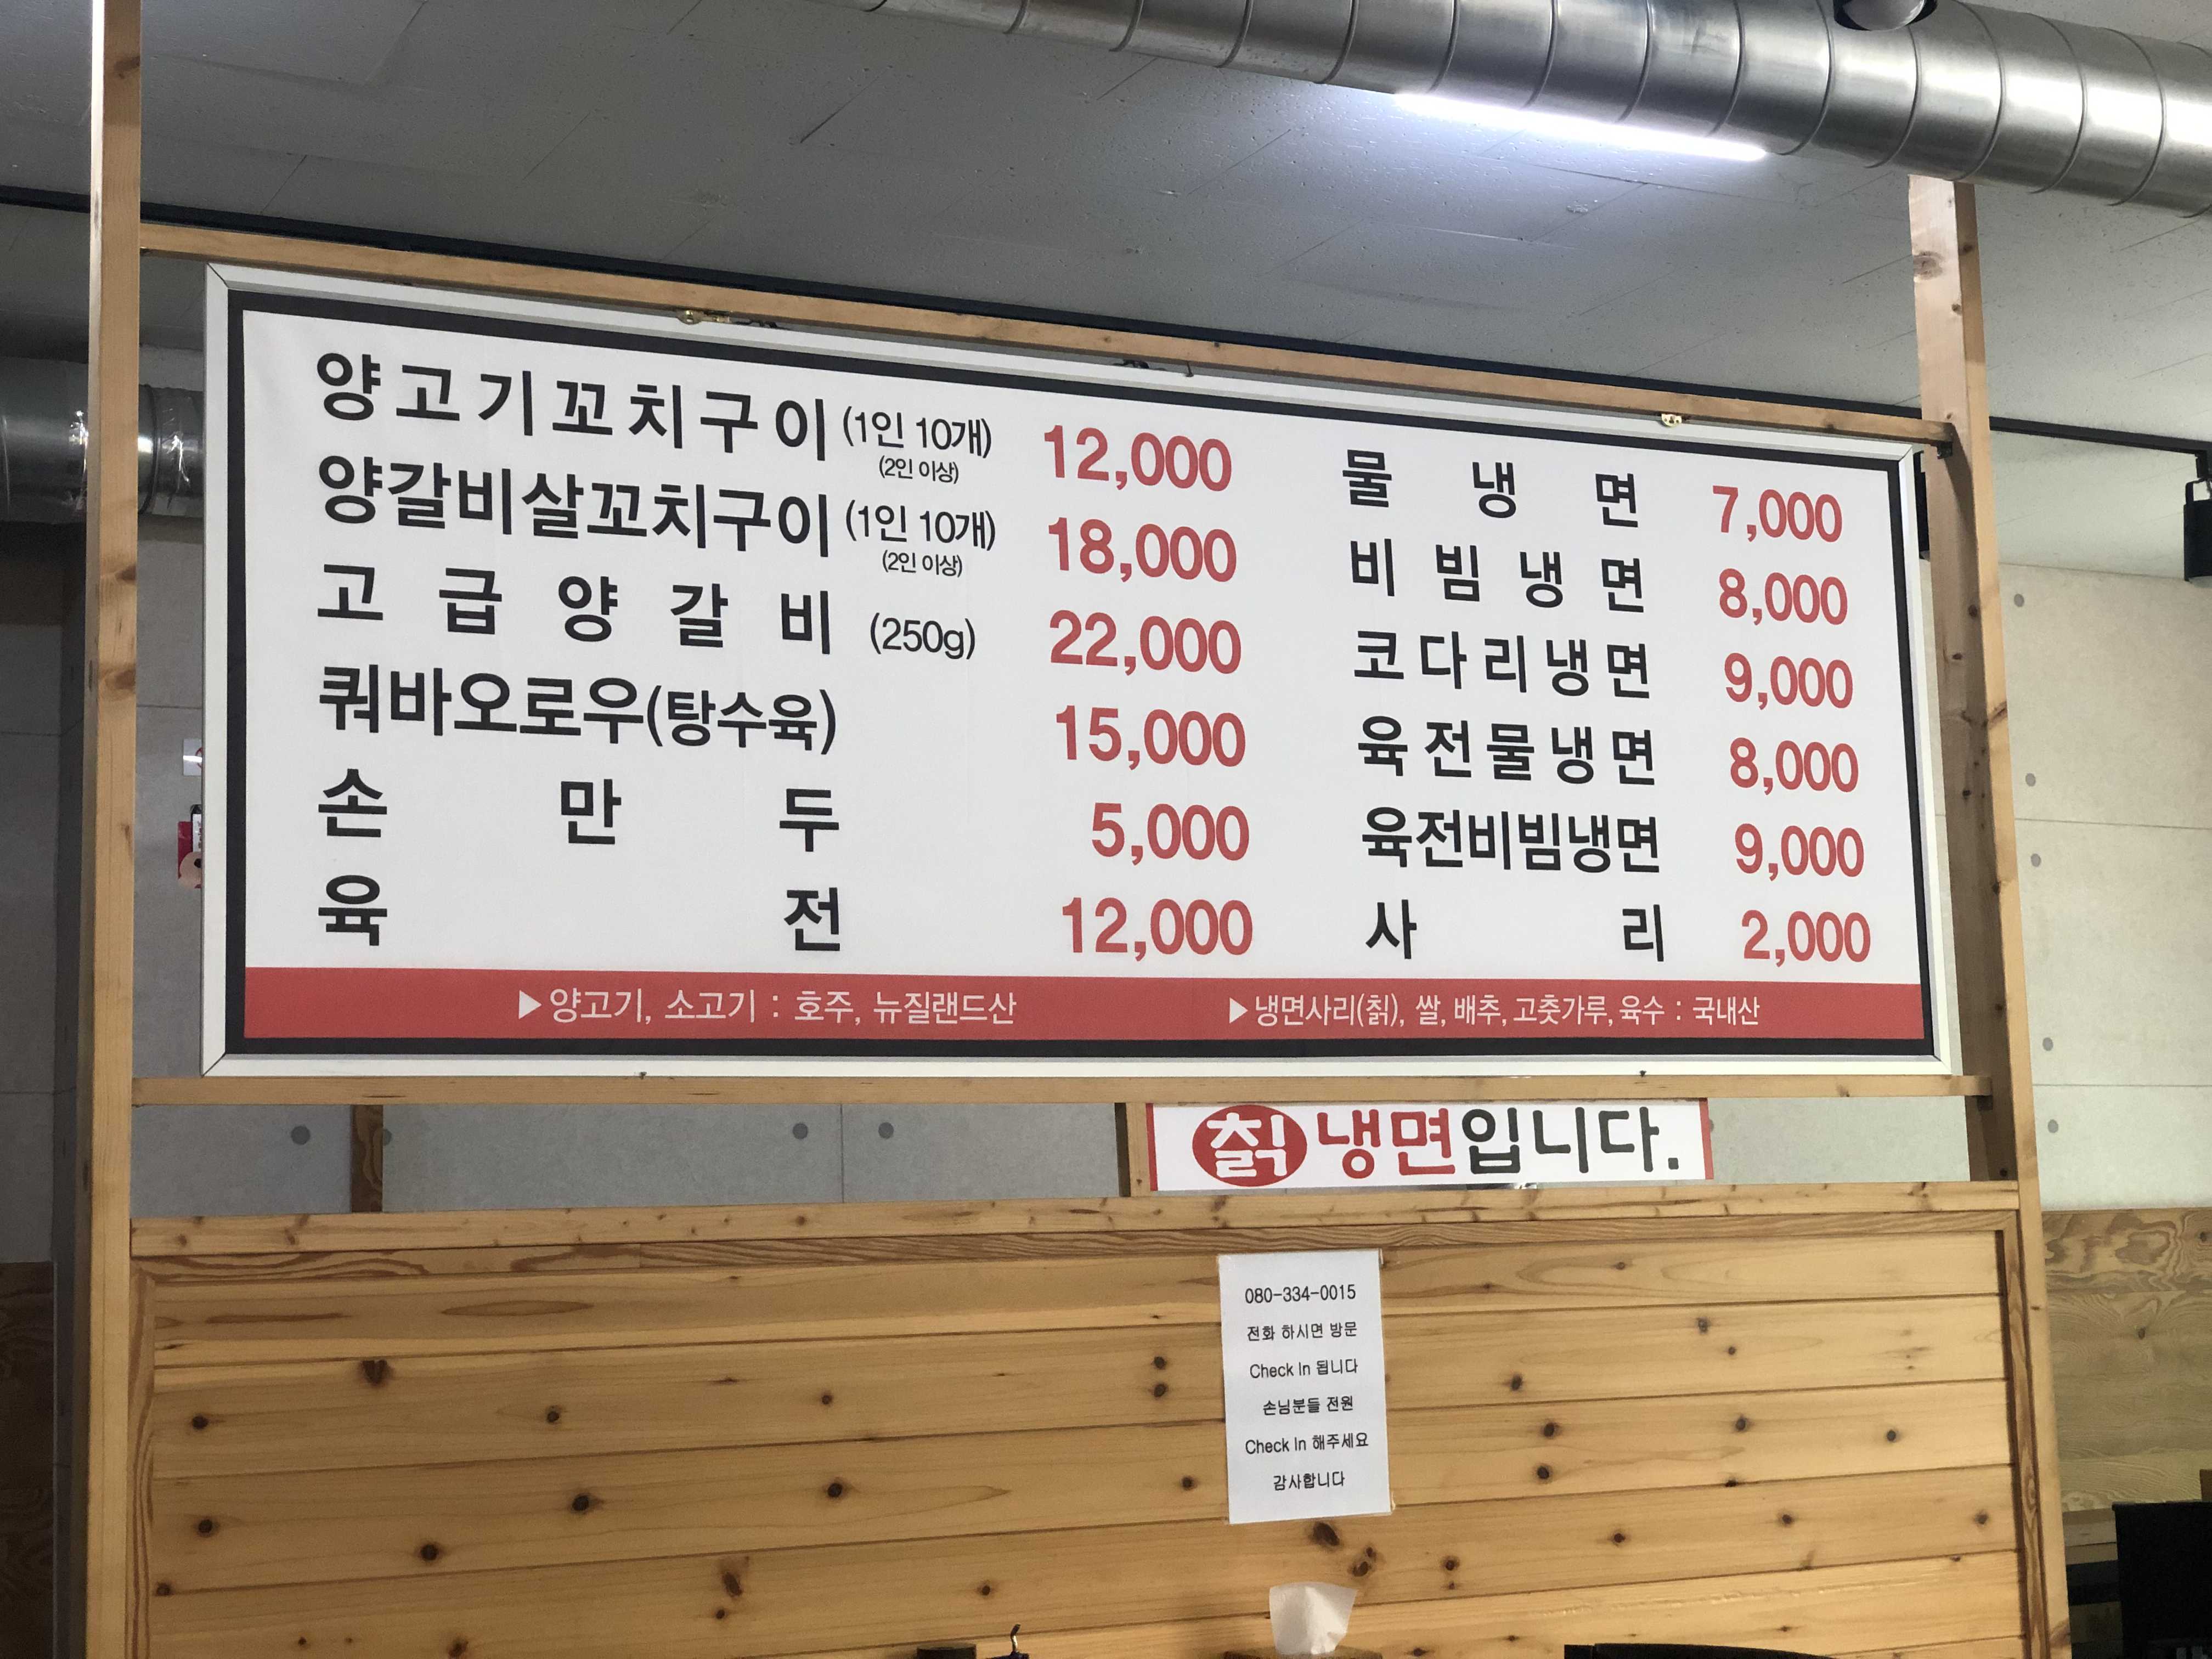 양고기꼬치구이 (1인 10개) 12,000
(2인 이상)
양갈비살꼬치구이 (1인 10개) 18,000
(2인 이상)
고급양갈비 (250g) 22,000
쿼바오로우(탕수육) 15,000
손만두 5,000
육전 12,000
물냉면 7,000
비빔냉면 8,000
코다리냉면 9,000
육전물냉면 8,000
육전비빔냉면 9,000
사리 2,000
▶양고기, 소고기 : 호주, 뉴질랜드산
▶냉면사리(칡), 쌀, 배추, 고춧가루, 육수 : 국내산
칡냉면입니다.
080-334-0015
전화 하시면 방문
Check In 됩니다
손님분들 전원
Check In 해주세요
감사합니다